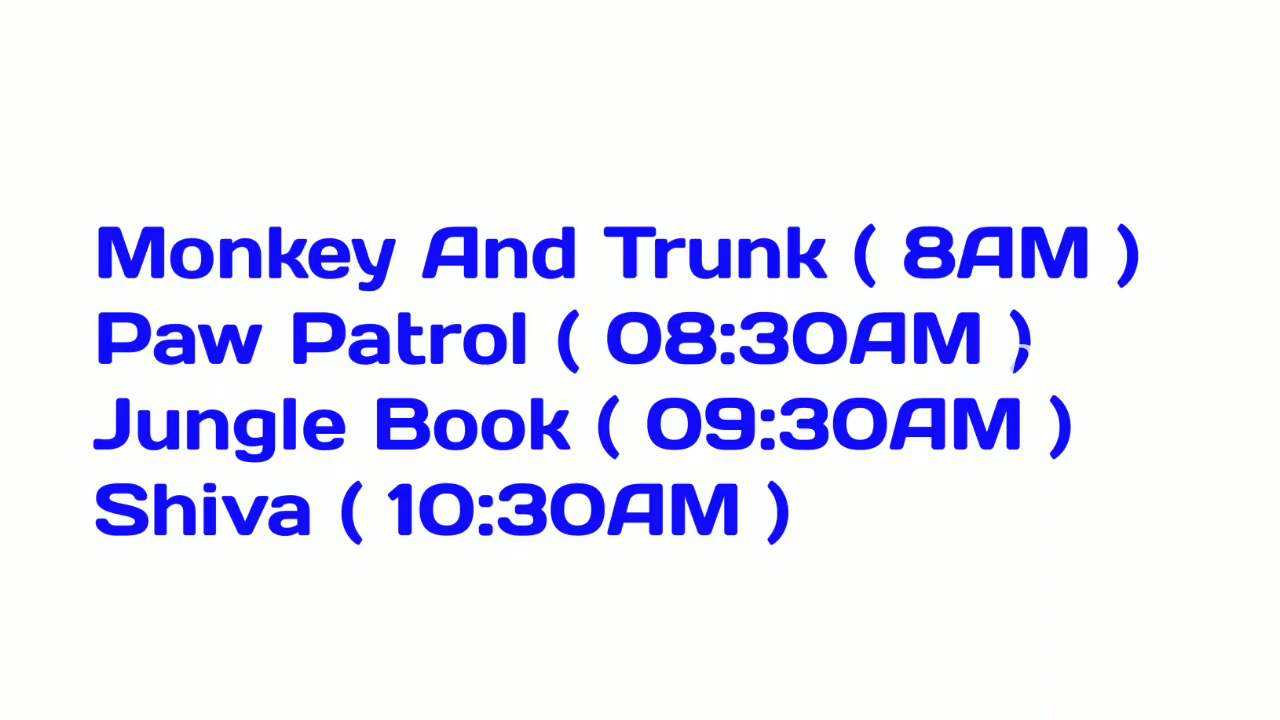 Monkey And Trunk ( 8AM )
Paw Patrol ( 08:30AM )
Jungle Book ( 09:30AM )
Shiva ( 10:30AM )